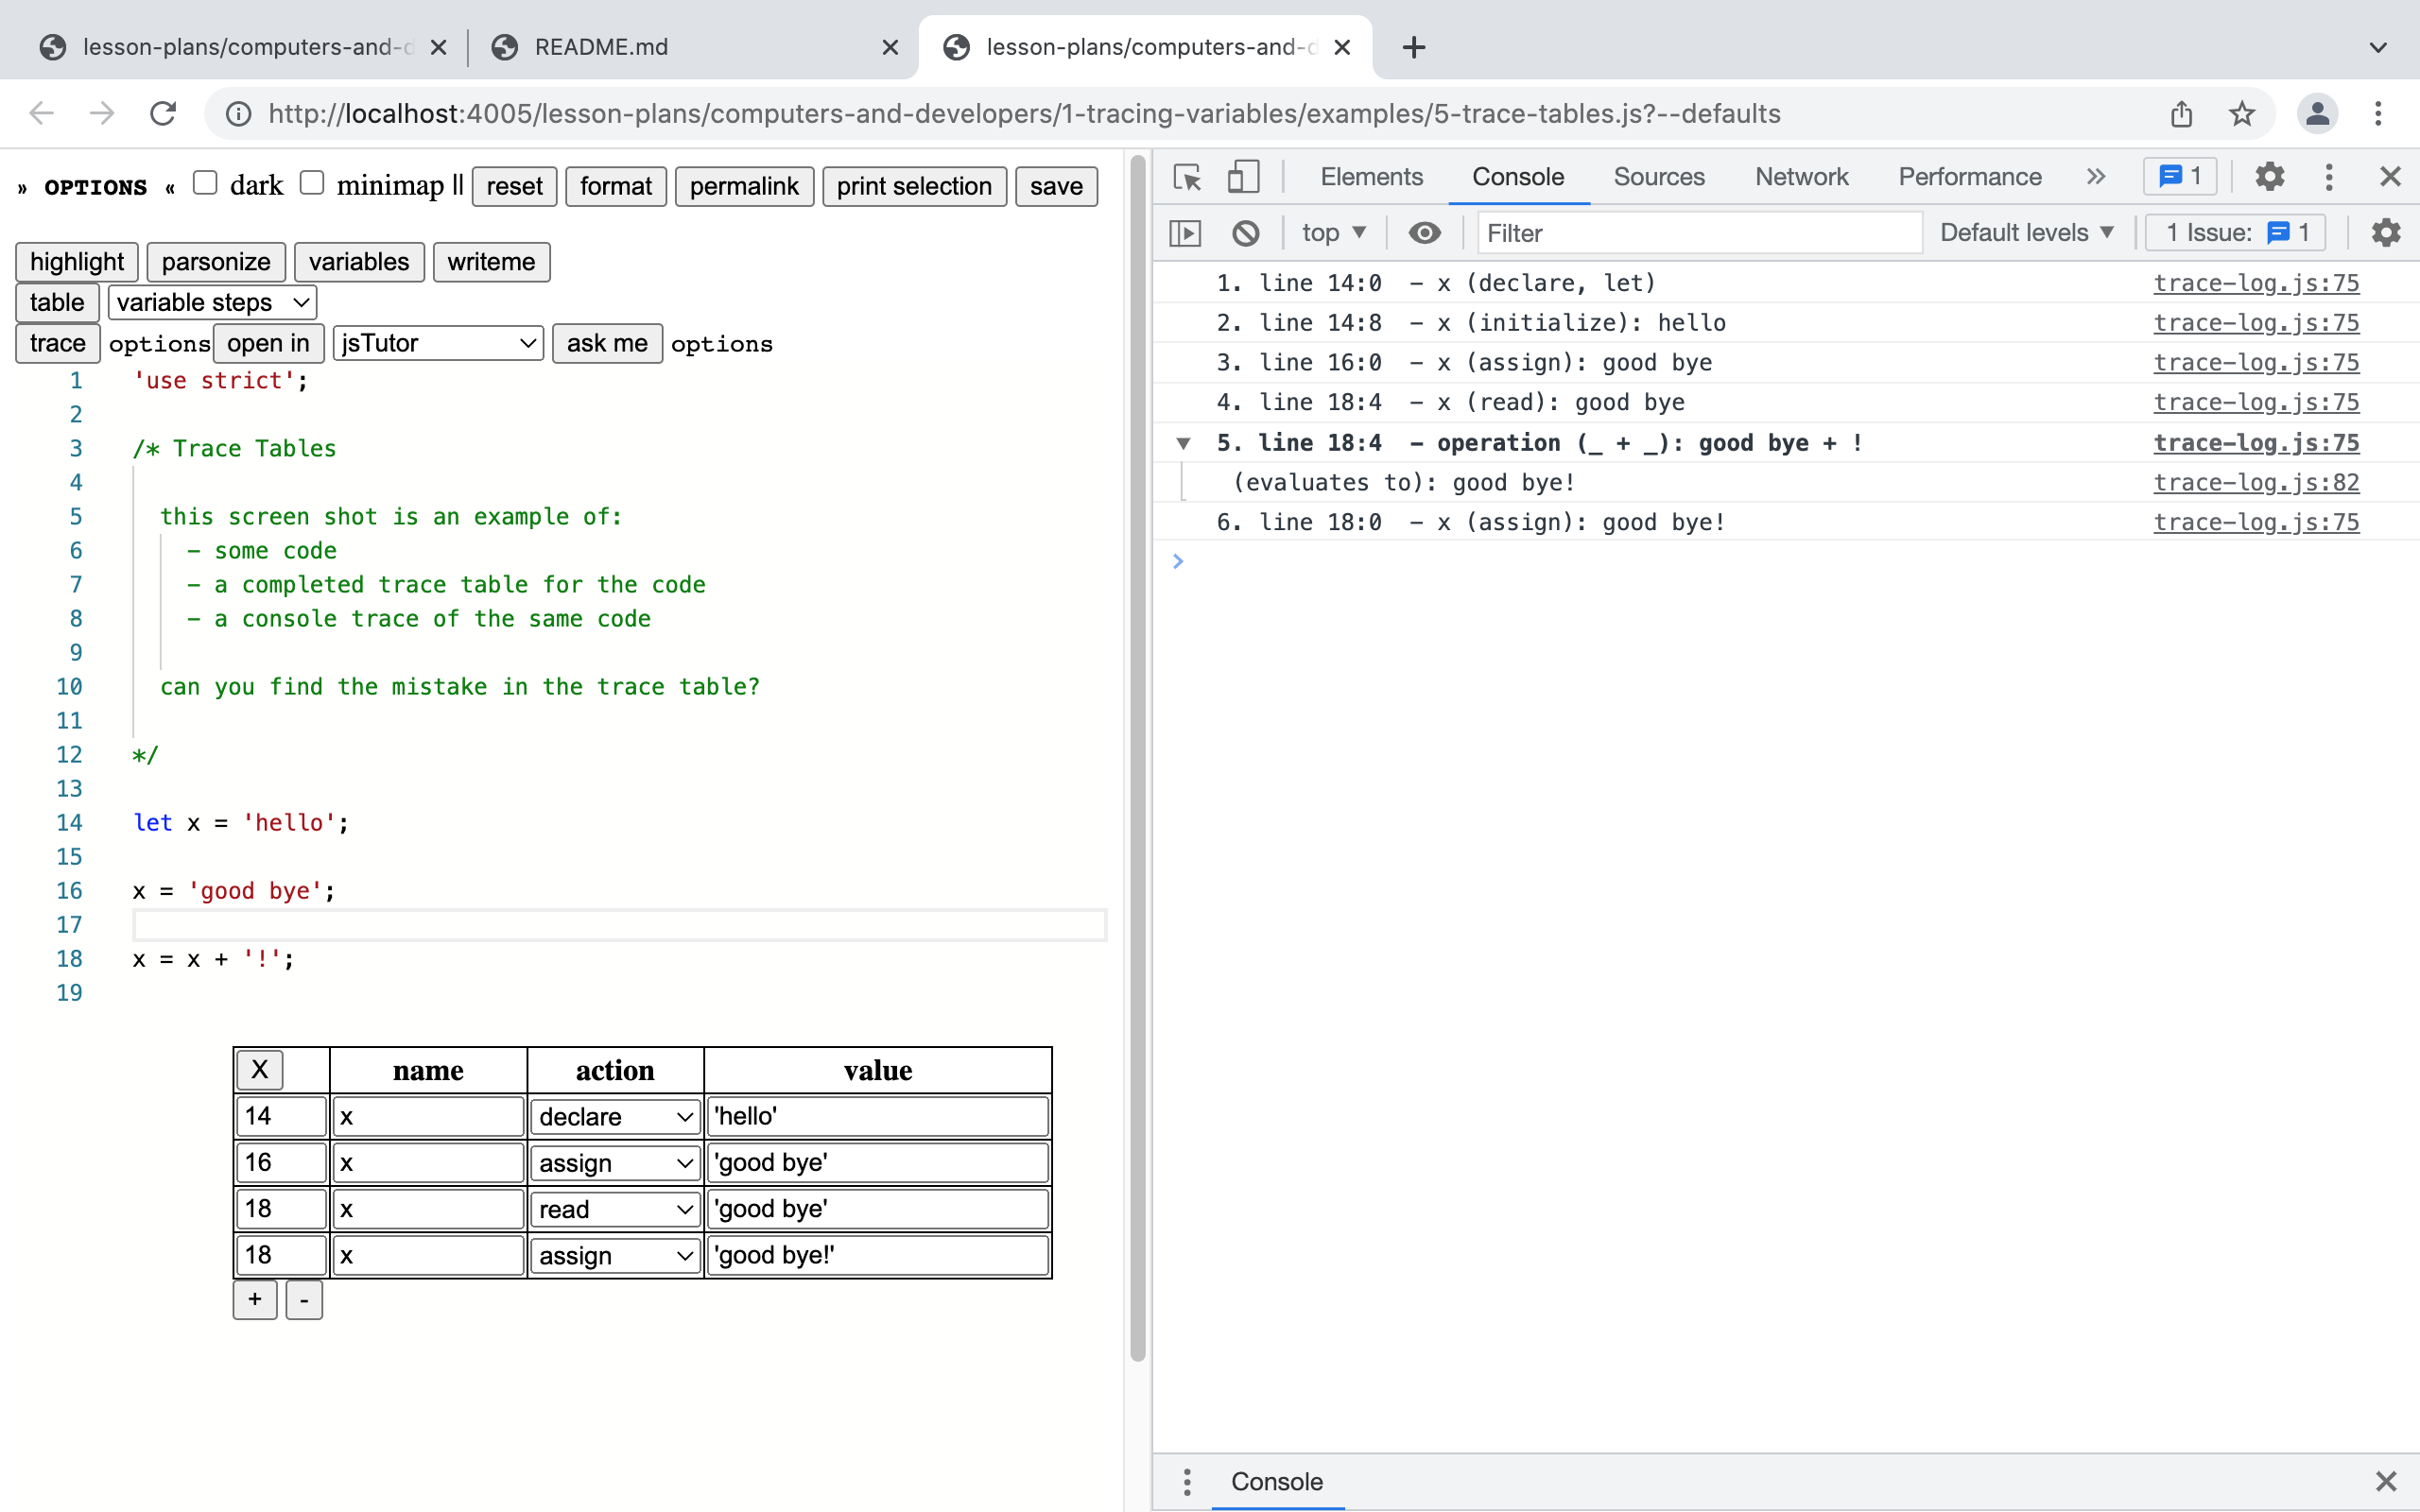 lesson-plans/computers-and-d README.md lesson-plans/computers-and-d
http://localhost:4005/lesson-plans/computers-and-developers/1-tracing-variables/examples/5-trace-tables.js?--defaults
» OPTIONS « dark minimap || reset format permalink print selection save
highlight parsonize variables writeme
table variable steps
trace options open in jsTutor ask me options
1 'use strict';
2
3 /* Trace Tables
4
5 this screen shot is an example of:
6 - some code
7 - a completed trace table for the code
8 - a console trace of the same code
9
10 can you find the mistake in the trace table?
11
12 */
13
14 let x = 'hello';
15
16 x = 'good bye';
17
18 x = x + '!';
19
X name action value
14 x declare 'hello'
16 x assign 'good bye'
18 x read 'good bye'
18 x assign 'good bye!'
+ -
Elements Console Sources Network Performance » 1
top Filter Default levels 1 Issue: 1
1. line 14:0 - x (declare, let) trace-log.js:75
2. line 14:8 - x (initialize): hello trace-log.js:75
3. line 16:0 - x (assign): good bye trace-log.js:75
4. line 18:4 - x (read): good bye trace-log.js:75
5. line 18:4 - operation (_ + _): good bye + ! trace-log.js:75
(evaluates to): good bye! trace-log.js:82
6. line 18:0 - x (assign): good bye! trace-log.js:75
Console